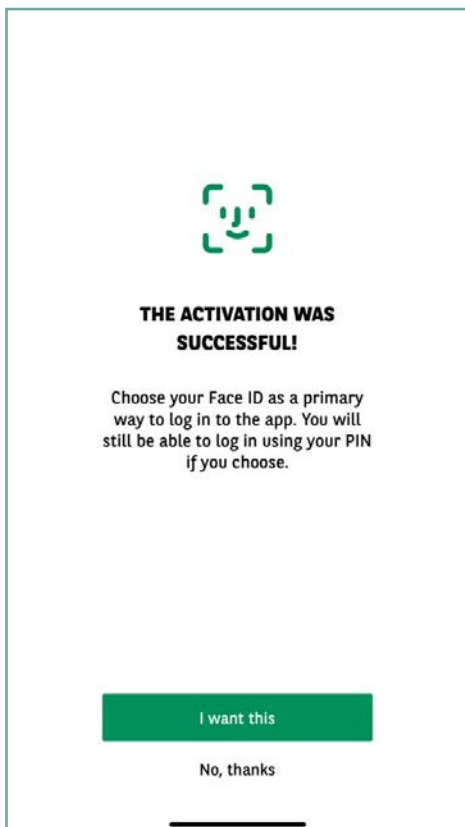 THE ACTIVATION WAS
SUCCESSFUL!
Choose your Face ID as a primary
way to log in to the app. You will
still be able to log in using your PIN
if you choose.
I want this
No, thanks